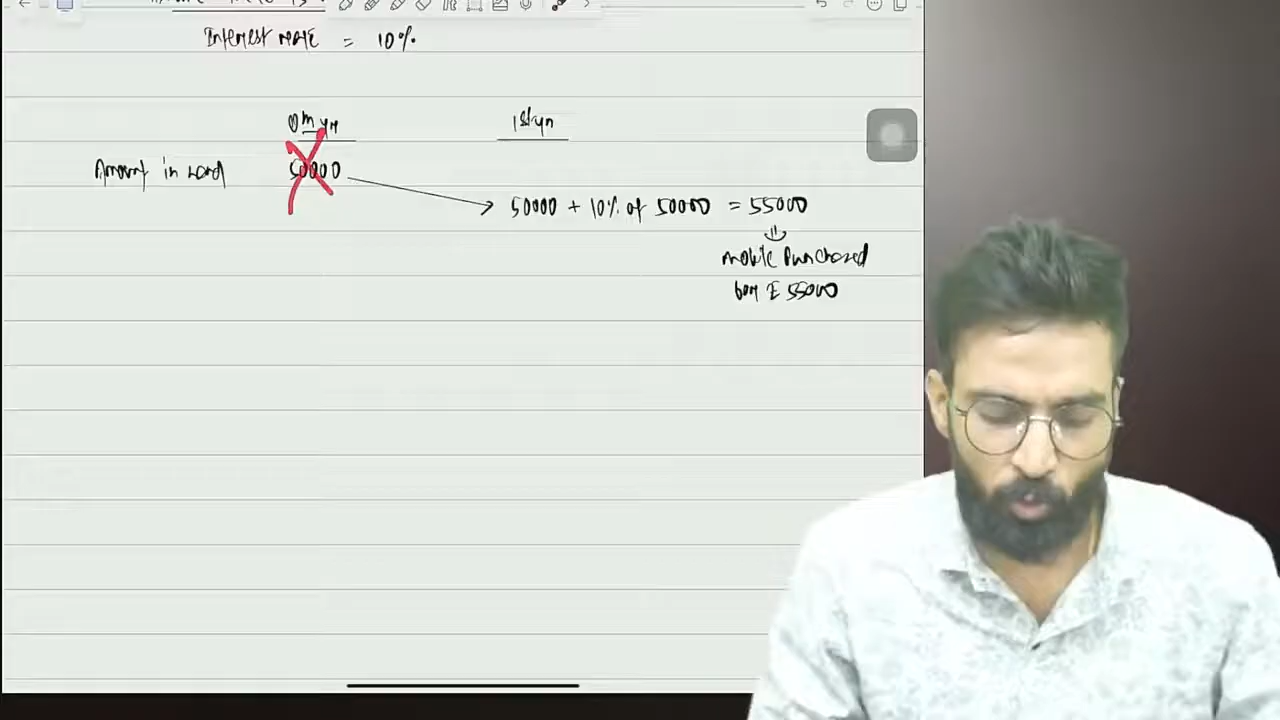 Interest rate = 10%
0th yr 1st yr
Amount in hand 50000
50000 + 10% of 50000 = 55000
mobile purchased
for ₹ 55000